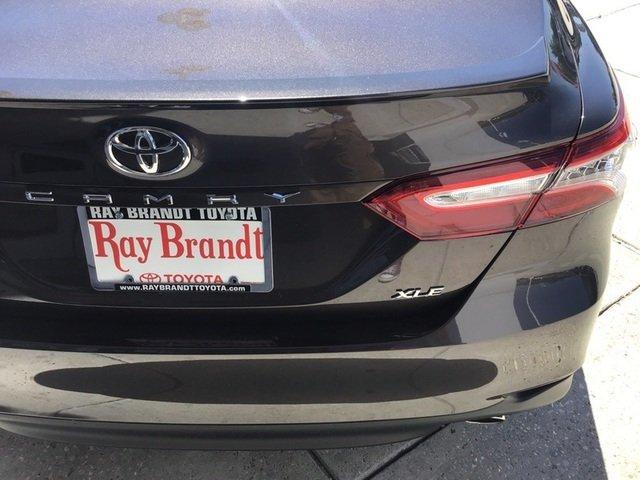 CAMRY
RAY BRANDT TOYOTA
Ray Brandt
TOYOTA
WWW.RAYBRANDTTOYOTA.COM
XLE